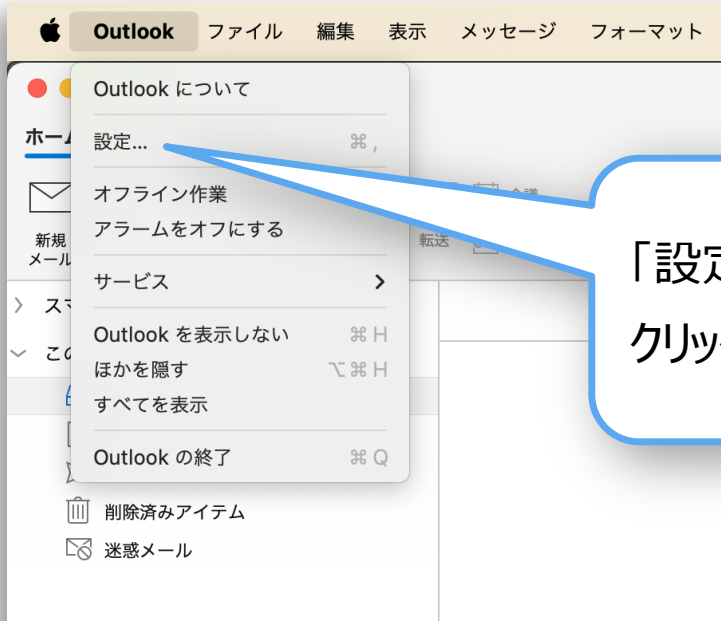 Outlook ファイル 編集 表示 メッセージ フォーマット
Outlook について
ホーム
設定... ⌘ ,
オフライン作業
アラームをオフにする
新規
メール
転送
会議
サービス
Outlook を表示しない ⌘ H
ほかを隠す ⌥ ⌘ H
すべてを表示
Outlook の終了 ⌘ Q
削除済みアイテム
迷惑メール
「設定
クリッ